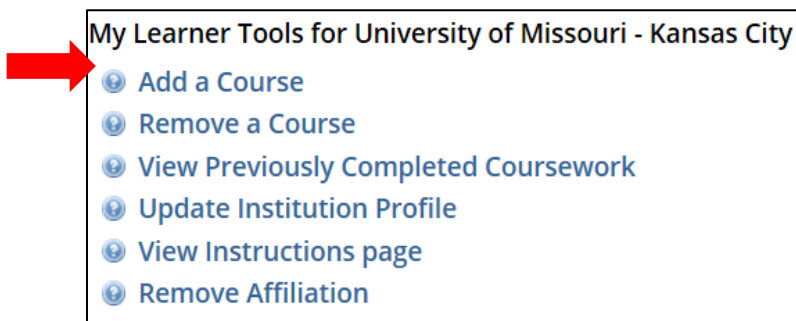 My Learner Tools for University of Missouri - Kansas City
Add a Course
Remove a Course
View Previously Completed Coursework
Update Institution Profile
View Instructions page
Remove Affiliation